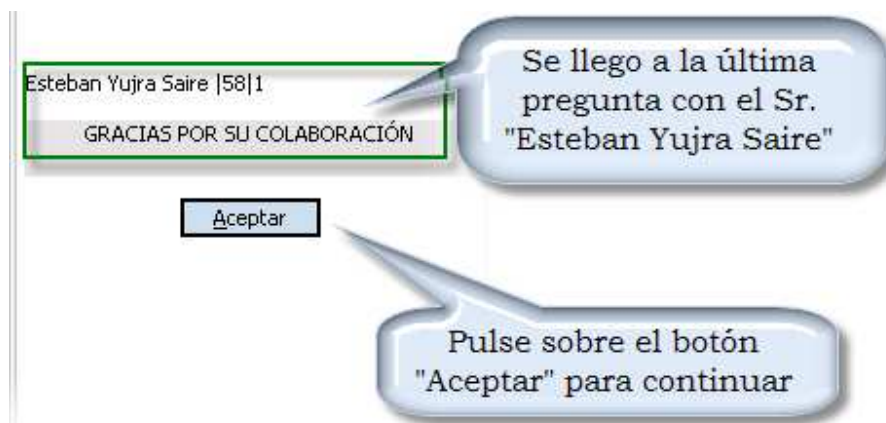 Esteban Yujra Saire |58|1
GRACIAS POR SU COLABORACIÓN
Aceptar
Se llego a la última
pregunta con el Sr.
"Esteban Yujra Saire"
Pulse sobre el botón
"Aceptar" para continuar